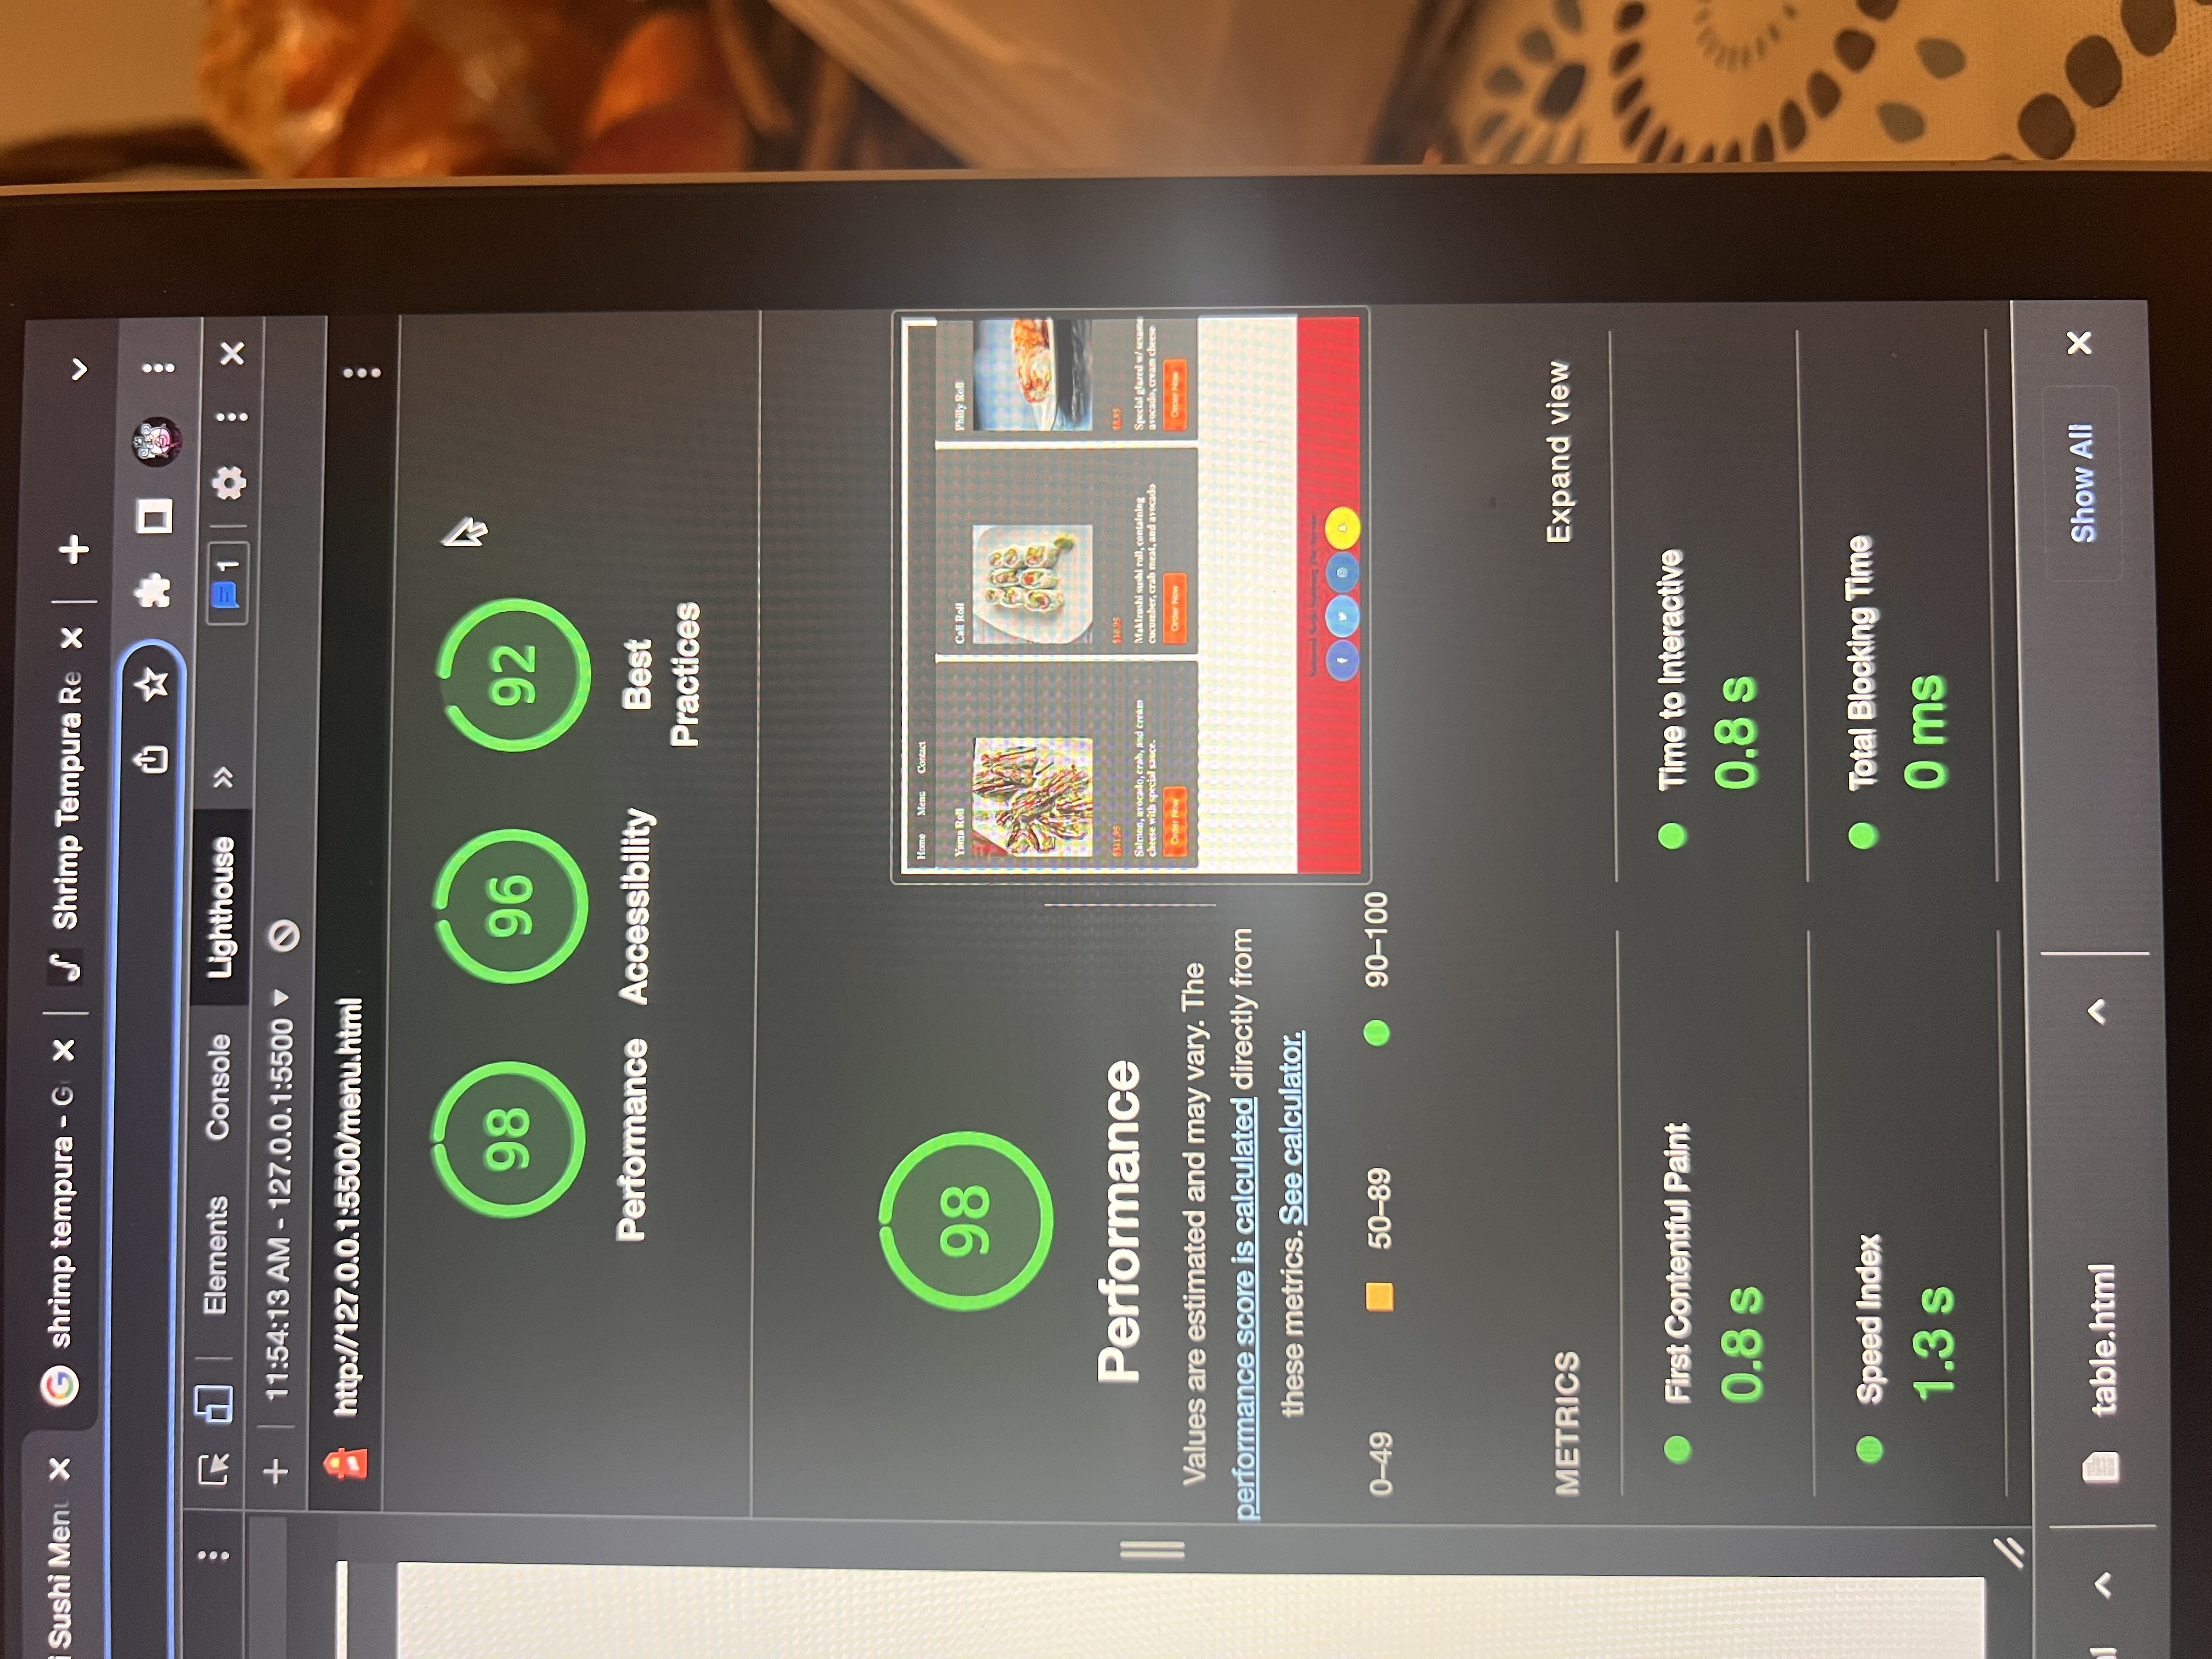 i Sushi Menu
shrimp tempura - G
Shrimp Tempura Re
Elements
Console
Lighthouse
1
11:54:13 AM - 127.0.0.1:5500
http://127.0.0.1:5500/menu.html
98
96
92
Performance
Accessibility
Best
Practices
98
Performance
Values are estimated and may vary. The
performance score is calculated directly from
these metrics. See calculator.
0–49
50–89
90–100
Home
Menu
Contact
Yama Roll
Cali Roll
Philly Roll
$10.95
$8.95
Salmon, avocado, crab, and cream
cheese with special sauce.
Makizushi sushi roll, containing
cucumber, crab meat, and avocado
Special glazed w/ sesame
avocado, cream cheese
Order Now
Order Now
Order Now
METRICS
Expand view
First Contentful Paint
0.8 s
Time to Interactive
0.8 s
Speed Index
1.3 s
Total Blocking Time
0 ms
table.html
Show All